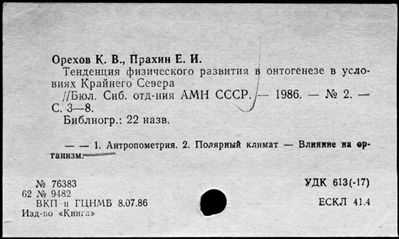 Орехов К. В., Прахин Е. И.
Тенденция физического развития в онтогенезе в усло-
виях Крайнего Севера
//Бюл. Сиб. отд-ния АМН СССР. — 1986. — № 2. —
С. 3—8.
Библиогр.: 22 назв.
— — 1. Антропометрия. 2. Полярный климат — Влияние на ор-
ганизм.
№ 76383
УДК 613(-17)
62 № 9482
ВКП и ГЦНМБ 8.07.86
ЕСКЛ 41.4
Изд-во «Книга»